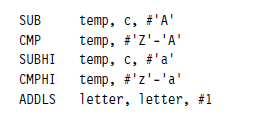 SUB temp, c, #'A'
CMP temp, #'Z'-'A'
SUBHI temp, c, #'a'
CMPHI temp, #'z'-'a'
ADDLS letter, letter, #1